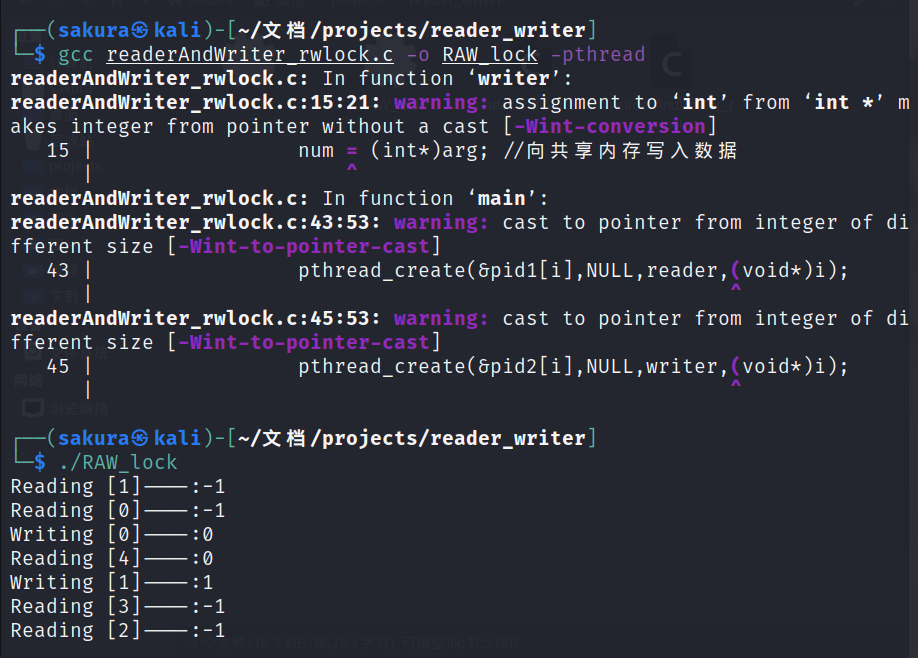 ┌──(sakura㉿kali)-[~/文档/projects/reader_writer]
└─$ gcc readerAndWriter_rwlock.c -o RAW_lock -pthread
readerAndWriter_rwlock.c: In function ‘writer’:
readerAndWriter_rwlock.c:15:21: warning: assignment to ‘int’ from ‘int *’ m
akes integer from pointer without a cast [-Wint-conversion]
15 |                 num = (int*)arg; //向共享内存写入数据
|                     ^
readerAndWriter_rwlock.c: In function ‘main’:
readerAndWriter_rwlock.c:43:53: warning: cast to pointer from integer of di
fferent size [-Wint-to-pointer-cast]
43 |                 pthread_create(&pid1[i],NULL,reader,(void*)i);
|                                                     ^
readerAndWriter_rwlock.c:45:53: warning: cast to pointer from integer of di
fferent size [-Wint-to-pointer-cast]
45 |                 pthread_create(&pid2[i],NULL,writer,(void*)i);
|                                                     ^
┌──(sakura㉿kali)-[~/文档/projects/reader_writer]
└─$ ./RAW_lock
Reading [1]————:-1
Reading [0]————:-1
Writing [0]————:0
Reading [4]————:0
Writing [1]————:1
Reading [3]————:-1
Reading [2]————:-1